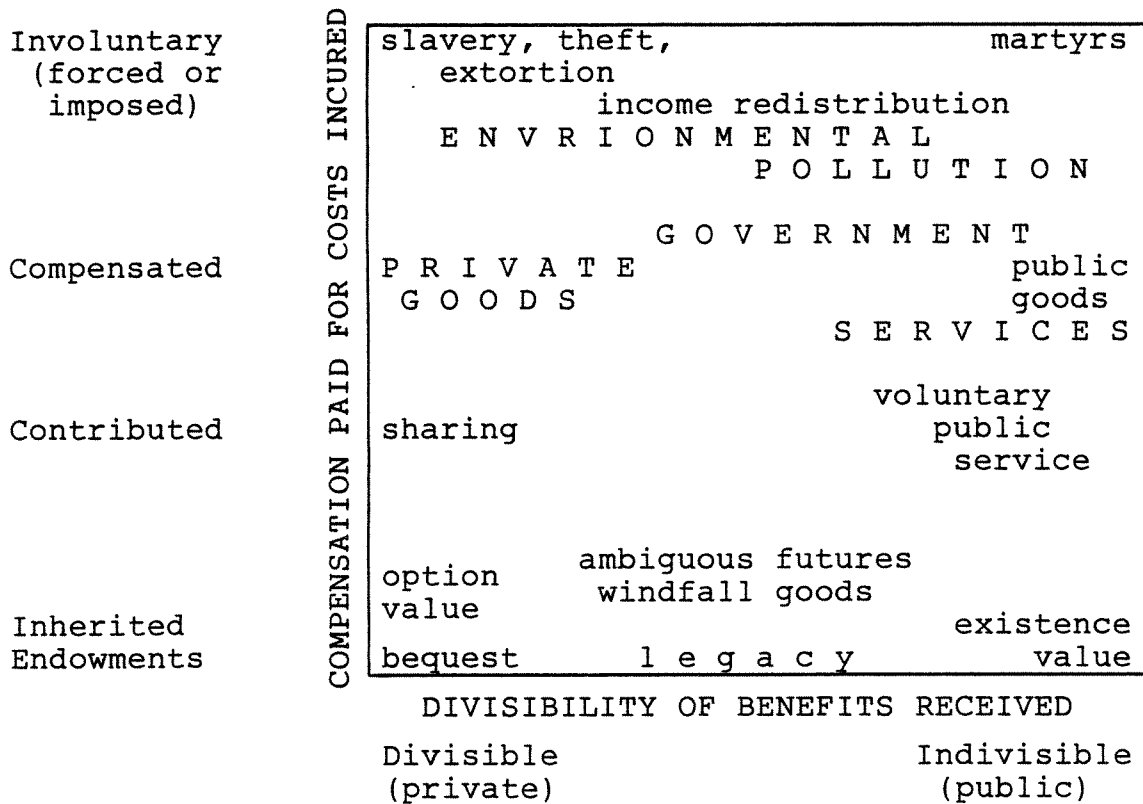 Involuntary
(forced or
imposed)
COMPENSATION PAID FOR COSTS INCURED
slavery, theft,
martyrs
extortion
income redistribution
E N V R I O N M E N T A L
P O L L U T I O N
G O V E R N M E N T
Compensated
P R I V A T E
public
G O O D S
goods
S E R V I C E S
voluntary
Contributed
sharing
public
service
ambiguous futures
option
windfall goods
value
Inherited
existence
Endowments
bequest
l e g a c y
value
DIVISIBILITY OF BENEFITS RECEIVED
Divisible
Indivisible
(private)
(public)